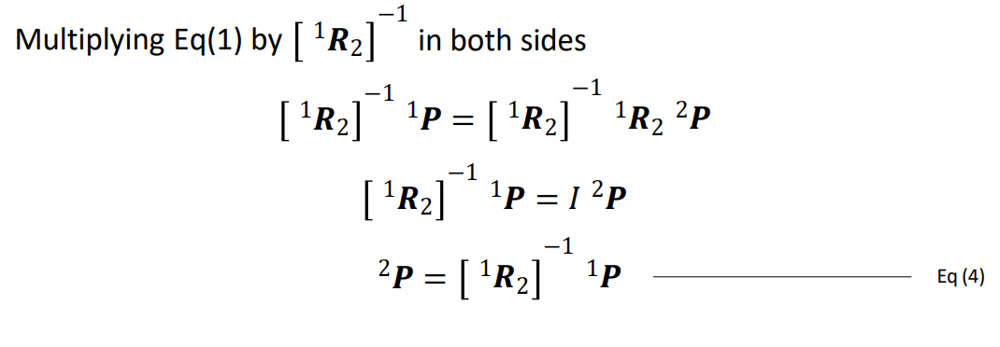 Multiplying Eq(1) by [ ¹R₂]⁻¹ in both sides
[ ¹R₂]⁻¹ ¹P = [ ¹R₂]⁻¹ ¹R₂ ²P
[ ¹R₂]⁻¹ ¹P = I ²P
²P = [ ¹R₂]⁻¹ ¹P Eq (4)